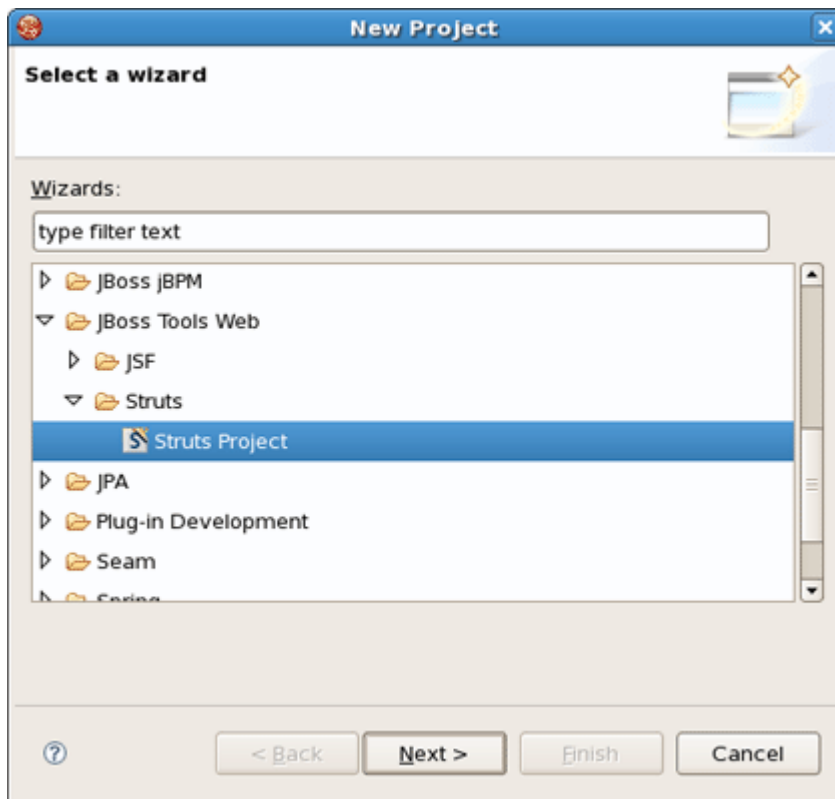 New Project
Select a wizard
Wizards:
type filter text
JBoss jBPM
JBoss Tools Web
JSF
Struts
Struts Project
JPA
Plug-in Development
Seam
Spring
< Back Next > Finish Cancel